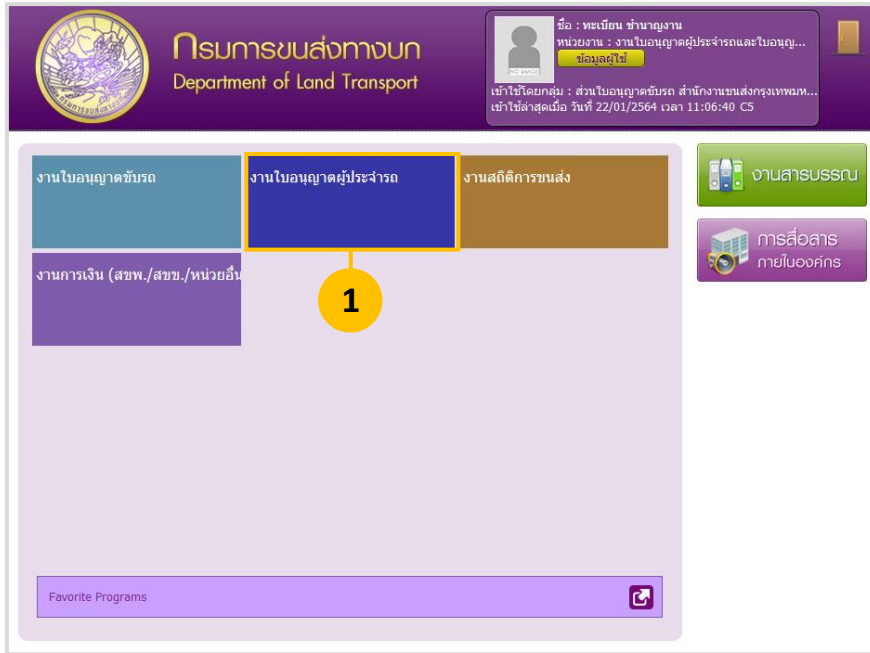 กรมการขนส่งทางบก
Department of Land Transport
ชื่อ : ทะเบียน ชำนาญงาน
หน่วยงาน : งานใบอนุญาตผู้ประจำรถและใบอนุญ...
ข้อมูลผู้ใช้
NO IMAGE
เข้าใช้โดยกลุ่ม : ส่วนใบอนุญาตขับรถ สำนักงานขนส่งกรุงเทพมห...
เข้าใช้ล่าสุดเมื่อ วันที่ 22/01/2564 เวลา 11:06:40 C5
งานใบอนุญาตขับรถ
งานใบอนุญาตผู้ประจำรถ
งานสถิติการขนส่ง
งานสารบรรณ
การสื่อสาร
ภายในองค์กร
งานการเงิน (สขพ./สขข./หน่วยอื่น
1
Favorite Programs